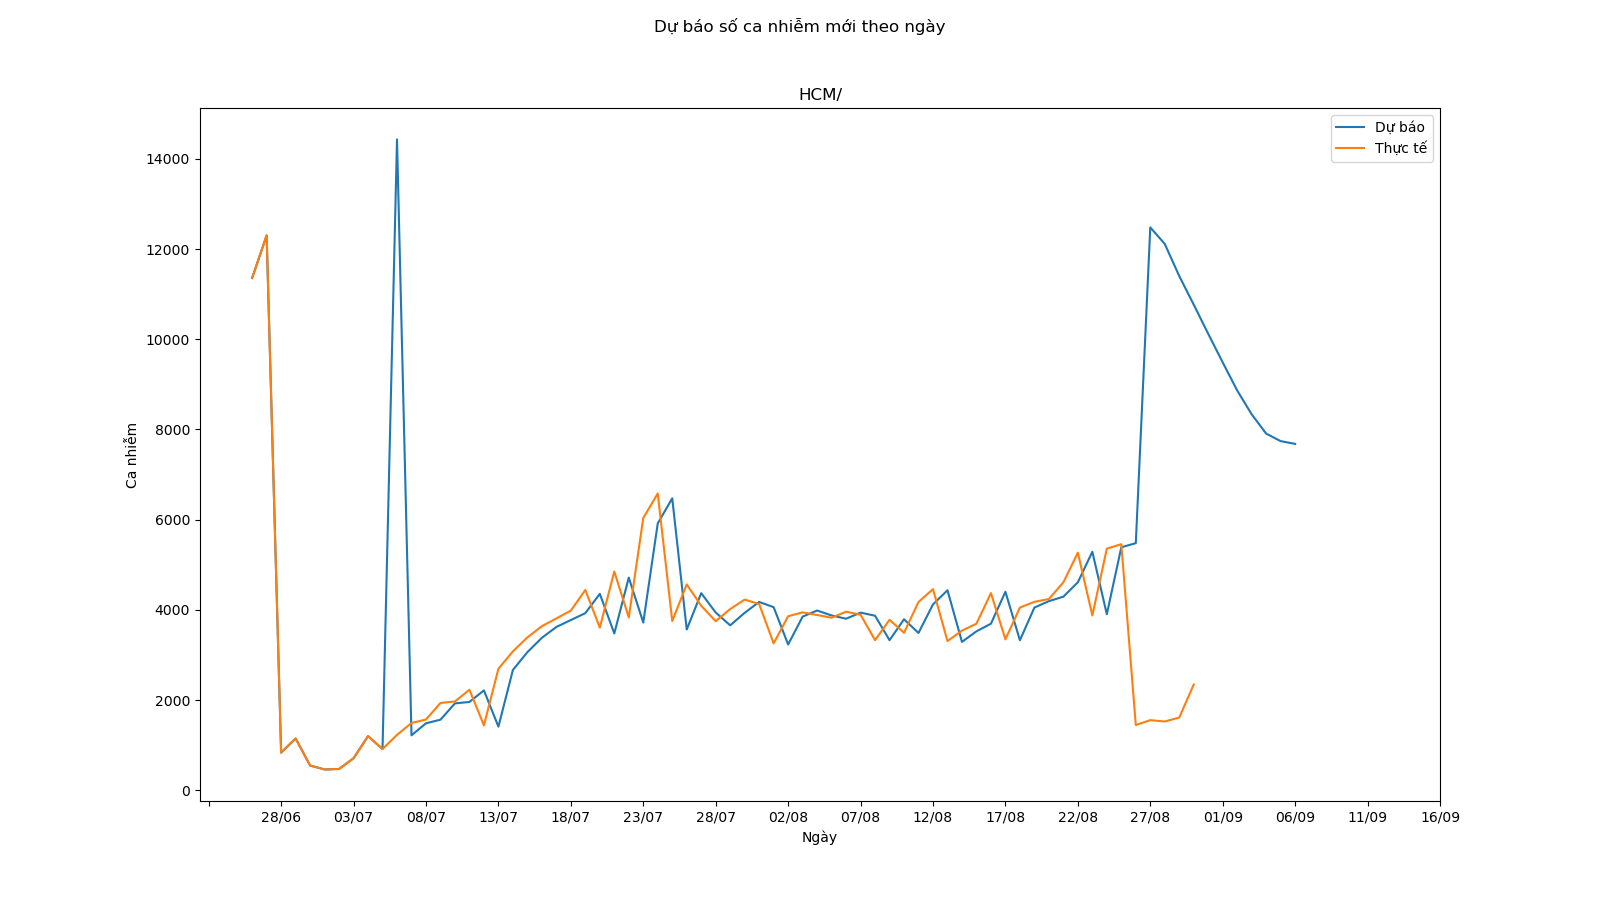 Dự báo số ca nhiễm mới theo ngày
HCM/
Dự báo
Thực tế
14000
12000
10000
8000
6000
4000
2000
0
Ca nhiễm
28/06 03/07 08/07 13/07 18/07 23/07 28/07 02/08 07/08 12/08 17/08 22/08 27/08 01/09 06/09 11/09 16/09
Ngày